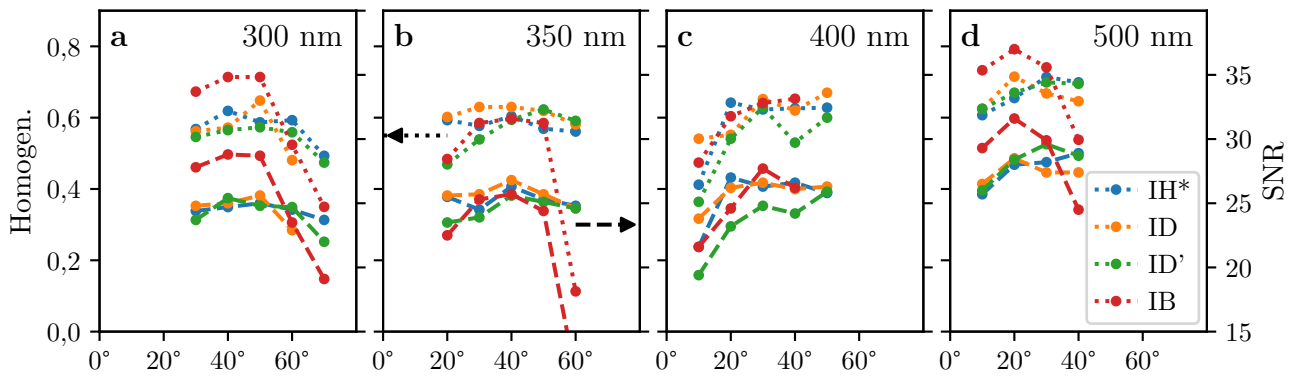 a 300 nm b 350 nm c 400 nm d 500 nm
0,8
0,6
0,4
0,2
0,0
Homogen.
35
30
25
20
15
SNR
IH*
ID
ID’
IB
0° 20° 40° 60° 0° 20° 40° 60° 0° 20° 40° 60° 0° 20° 40° 60°